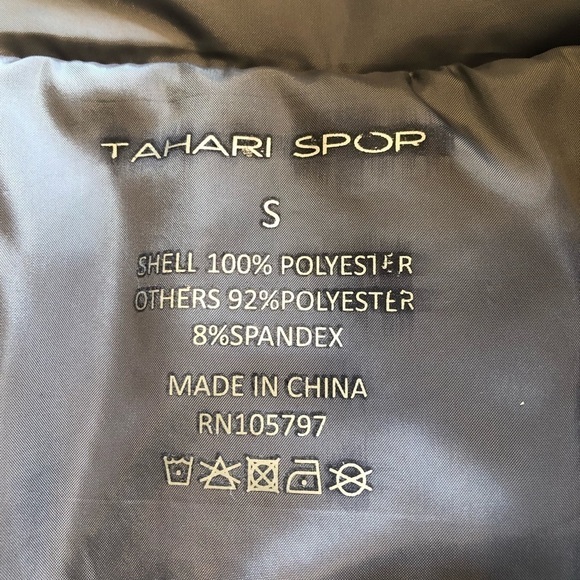 TAHARI SPOR
S
SHELL 100% POLYESTER
OTHERS 92%POLYESTER
8%SPANDEX
MADE IN CHINA
RN105797